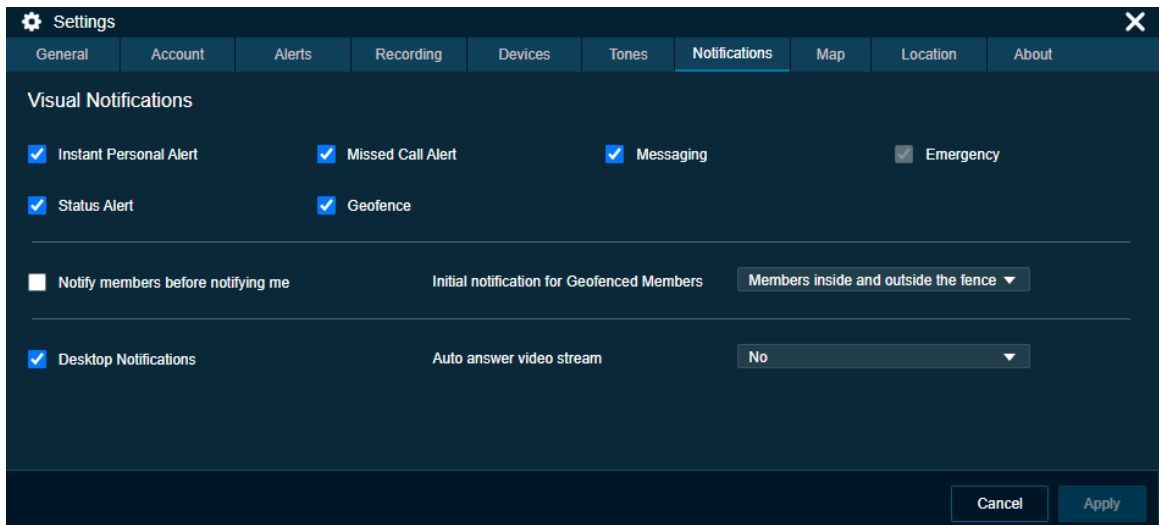 Settings
General Account Alerts Recording Devices Tones Notifications Map Location About
Visual Notifications
Instant Personal Alert Missed Call Alert Messaging Emergency
Status Alert Geofence
Notify members before notifying me Initial notification for Geofenced Members Members inside and outside the fence
Desktop Notifications Auto answer video stream No
Cancel Apply